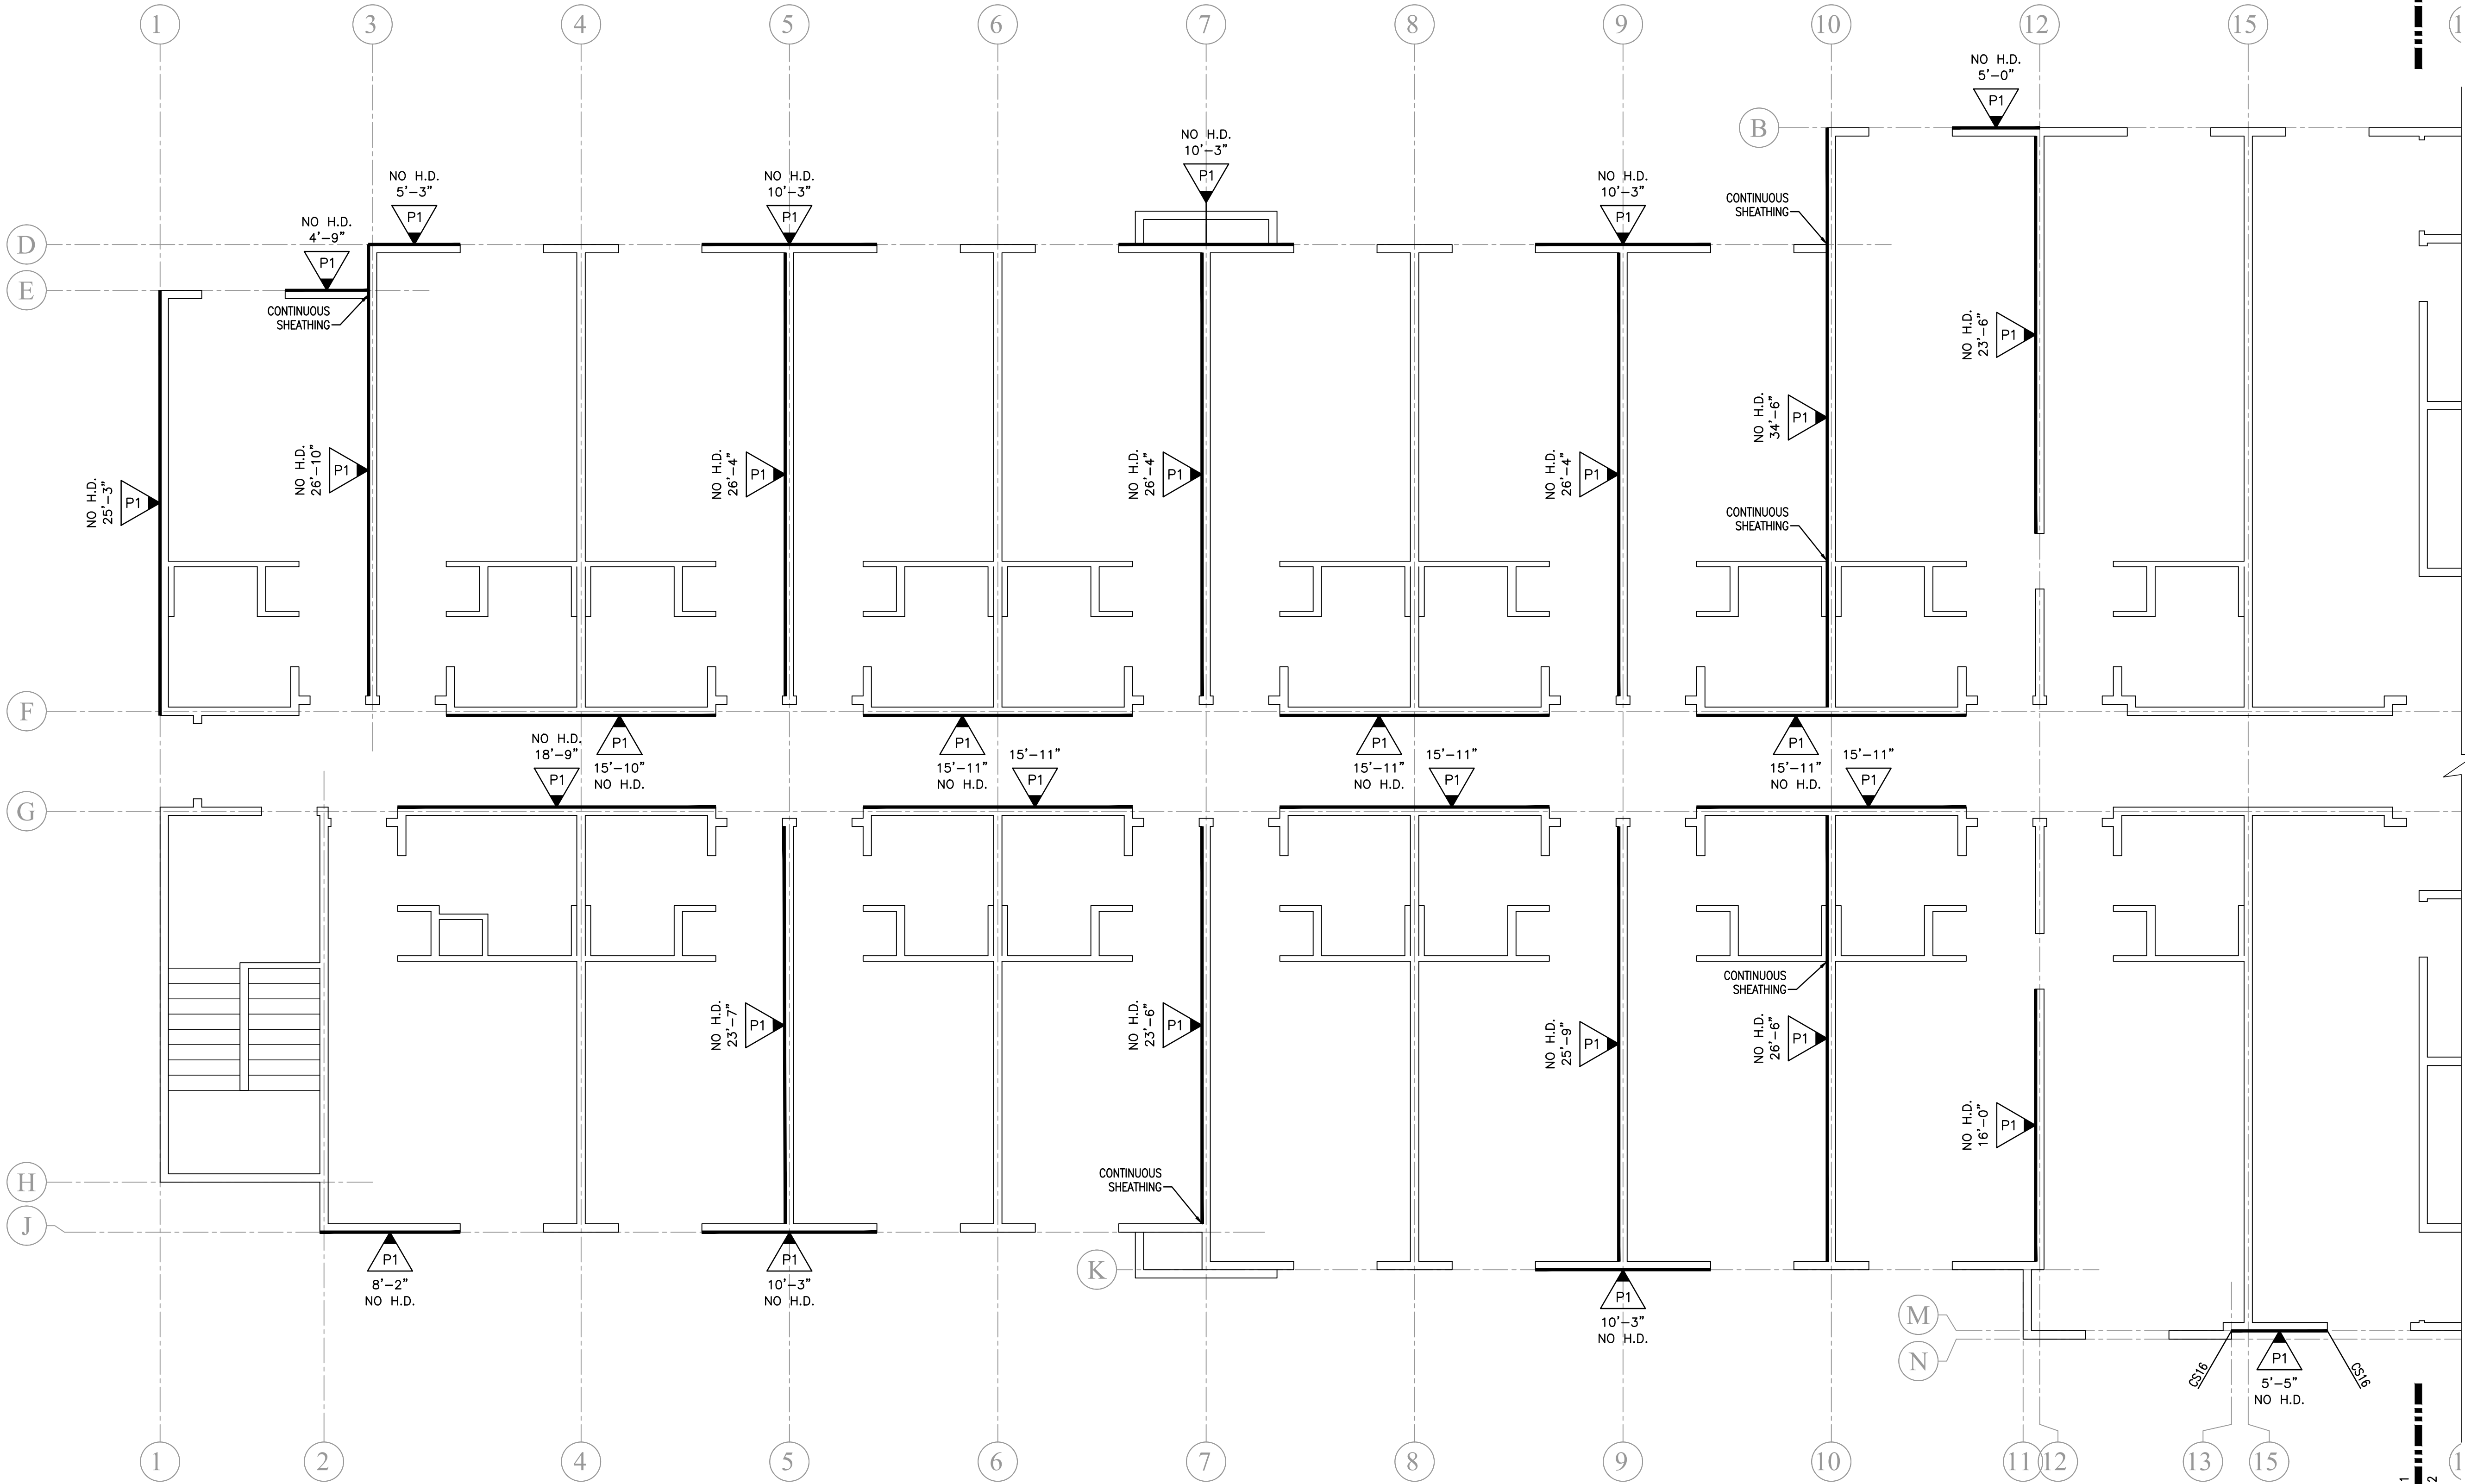 1
3
4
5
6
7
8
9
10
12
15
NO H.D.
5'-0"
P1
B
NO H.D.
10'-3"
P1
NO H.D.
5'-3"
P1
NO H.D.
10'-3"
P1
NO H.D.
10'-3"
P1
CONTINUOUS
SHEATHING
NO H.D.
4'-9"
P1
D
E
CONTINUOUS
SHEATHING
NO H.D.
23'-6"
P1
NO H.D.
34'-6"
P1
NO H.D.
25'-3"
P1
NO H.D.
26'-10"
P1
NO H.D.
26'-4"
P1
NO H.D.
26'-4"
P1
NO H.D.
26'-4"
P1
CONTINUOUS
SHEATHING
F
NO H.D.
18'-9"
P1
P1
15'-10"
NO H.D.
P1
15'-11"
NO H.D.
15'-11"
P1
P1
15'-11"
NO H.D.
15'-11"
P1
P1
15'-11"
NO H.D.
15'-11"
P1
G
CONTINUOUS
SHEATHING
NO H.D.
23'-7"
P1
NO H.D.
23'-6"
P1
NO H.D.
25'-9"
P1
NO H.D.
26'-6"
P1
NO H.D.
16'-0"
P1
CONTINUOUS
SHEATHING
H
J
K
P1
8'-2"
NO H.D.
P1
10'-3"
NO H.D.
P1
10'-3"
NO H.D.
M
N
CS16
P1
5'-5"
NO H.D.
CS16
1
2
4
5
6
7
8
9
10
11
12
13
15
1
2